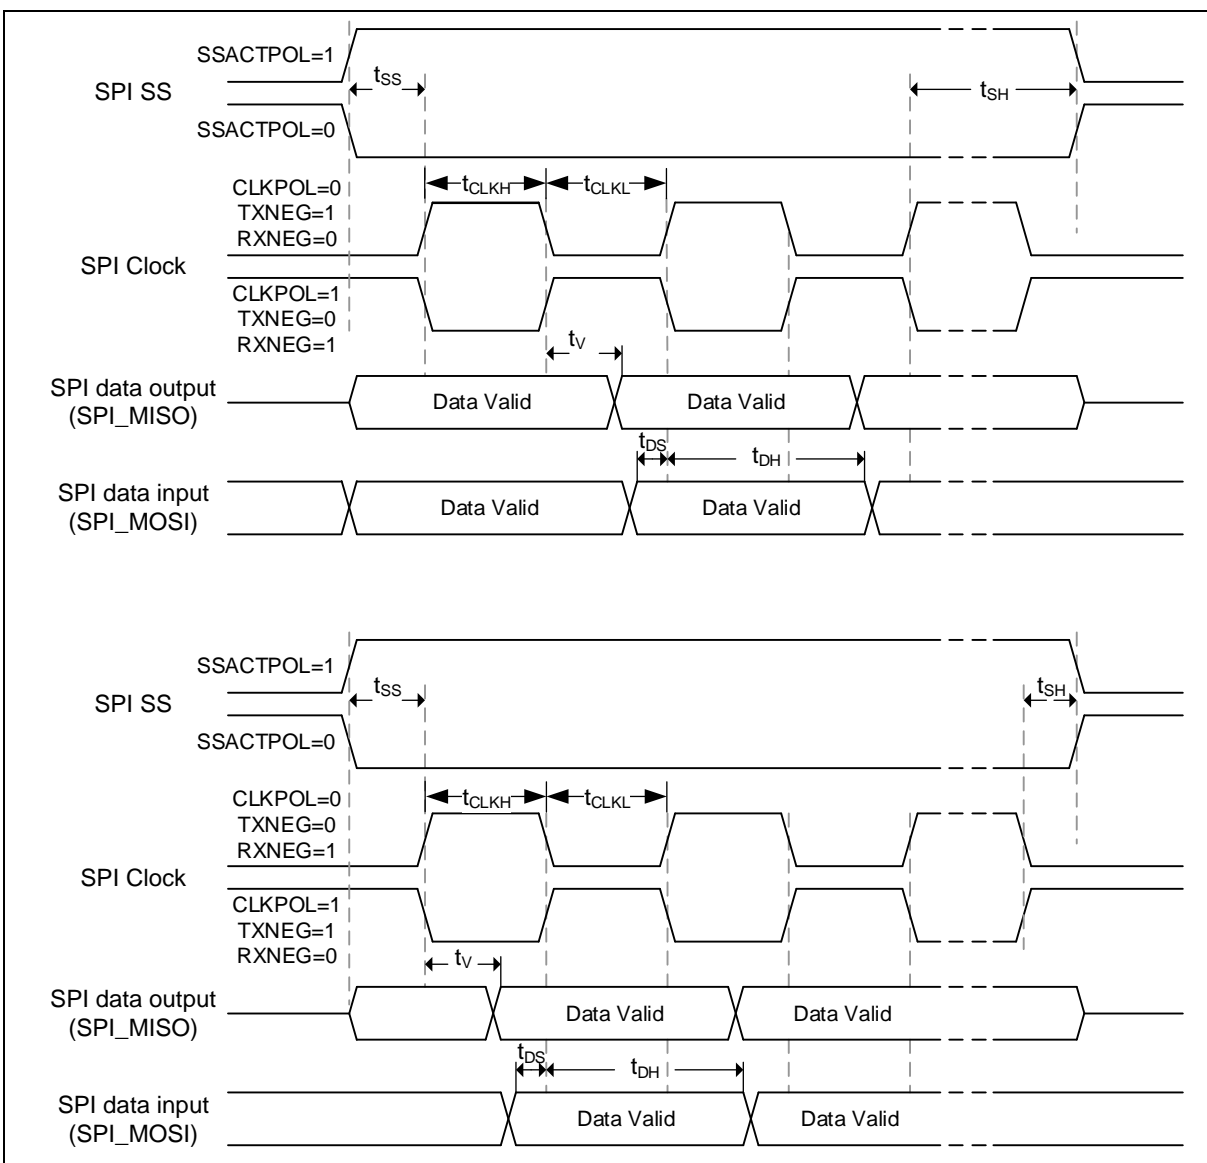 SSACTPOL=1
tSS
SPI SS
tSH
SSACTPOL=0
CLKPOL=0
TXNEG=1
RXNEG=0
tCLKH
tCLKL
SPI Clock
CLKPOL=1
TXNEG=0
RXNEG=1
tV
SPI data output
(SPI_MISO)
Data Valid
Data Valid
tDS
tDH
SPI data input
(SPI_MOSI)
Data Valid
Data Valid
SSACTPOL=1
tSS
SPI SS
tSH
SSACTPOL=0
CLKPOL=0
TXNEG=0
RXNEG=1
tCLKH
tCLKL
SPI Clock
CLKPOL=1
TXNEG=1
RXNEG=0
tV
SPI data output
(SPI_MISO)
Data Valid
Data Valid
tDS
tDH
SPI data input
(SPI_MOSI)
Data Valid
Data Valid